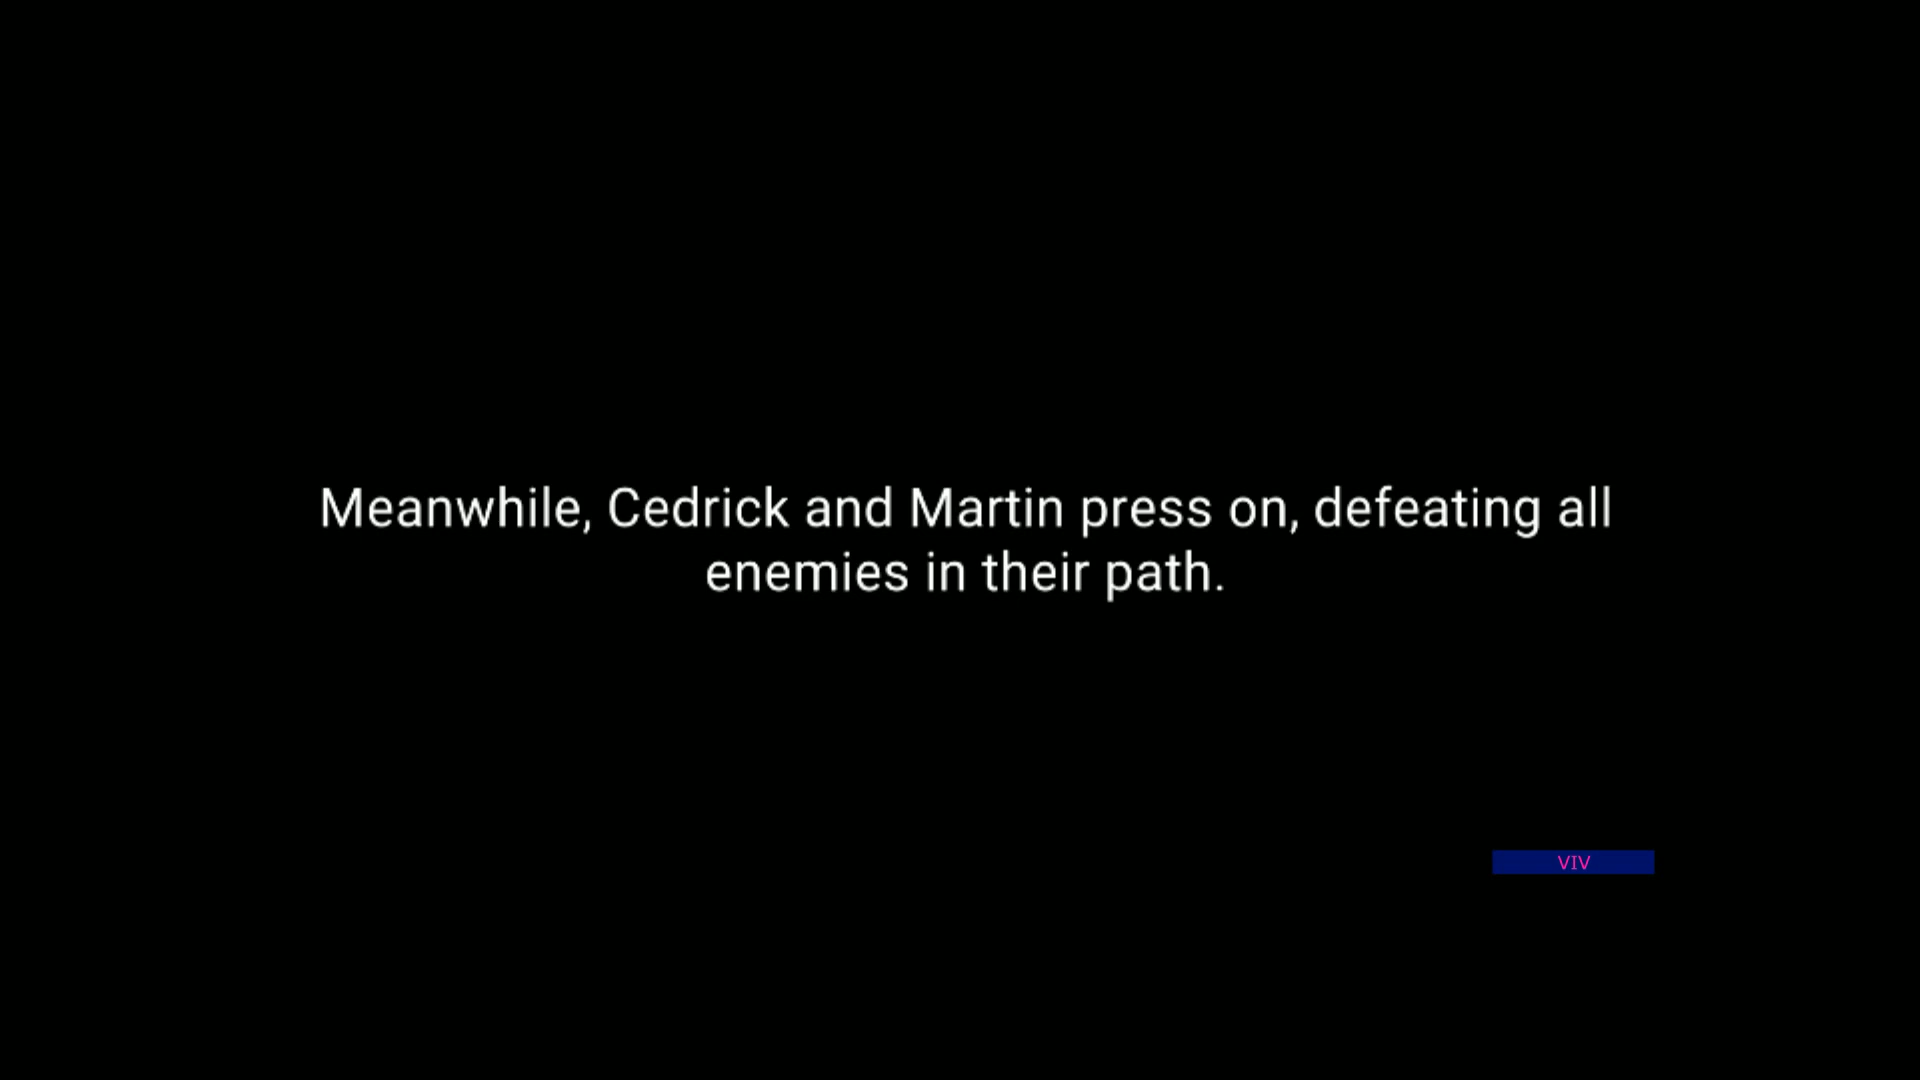 Meanwhile, Cedrick and Martin press on, defeating all
enemies in their path.
VIV